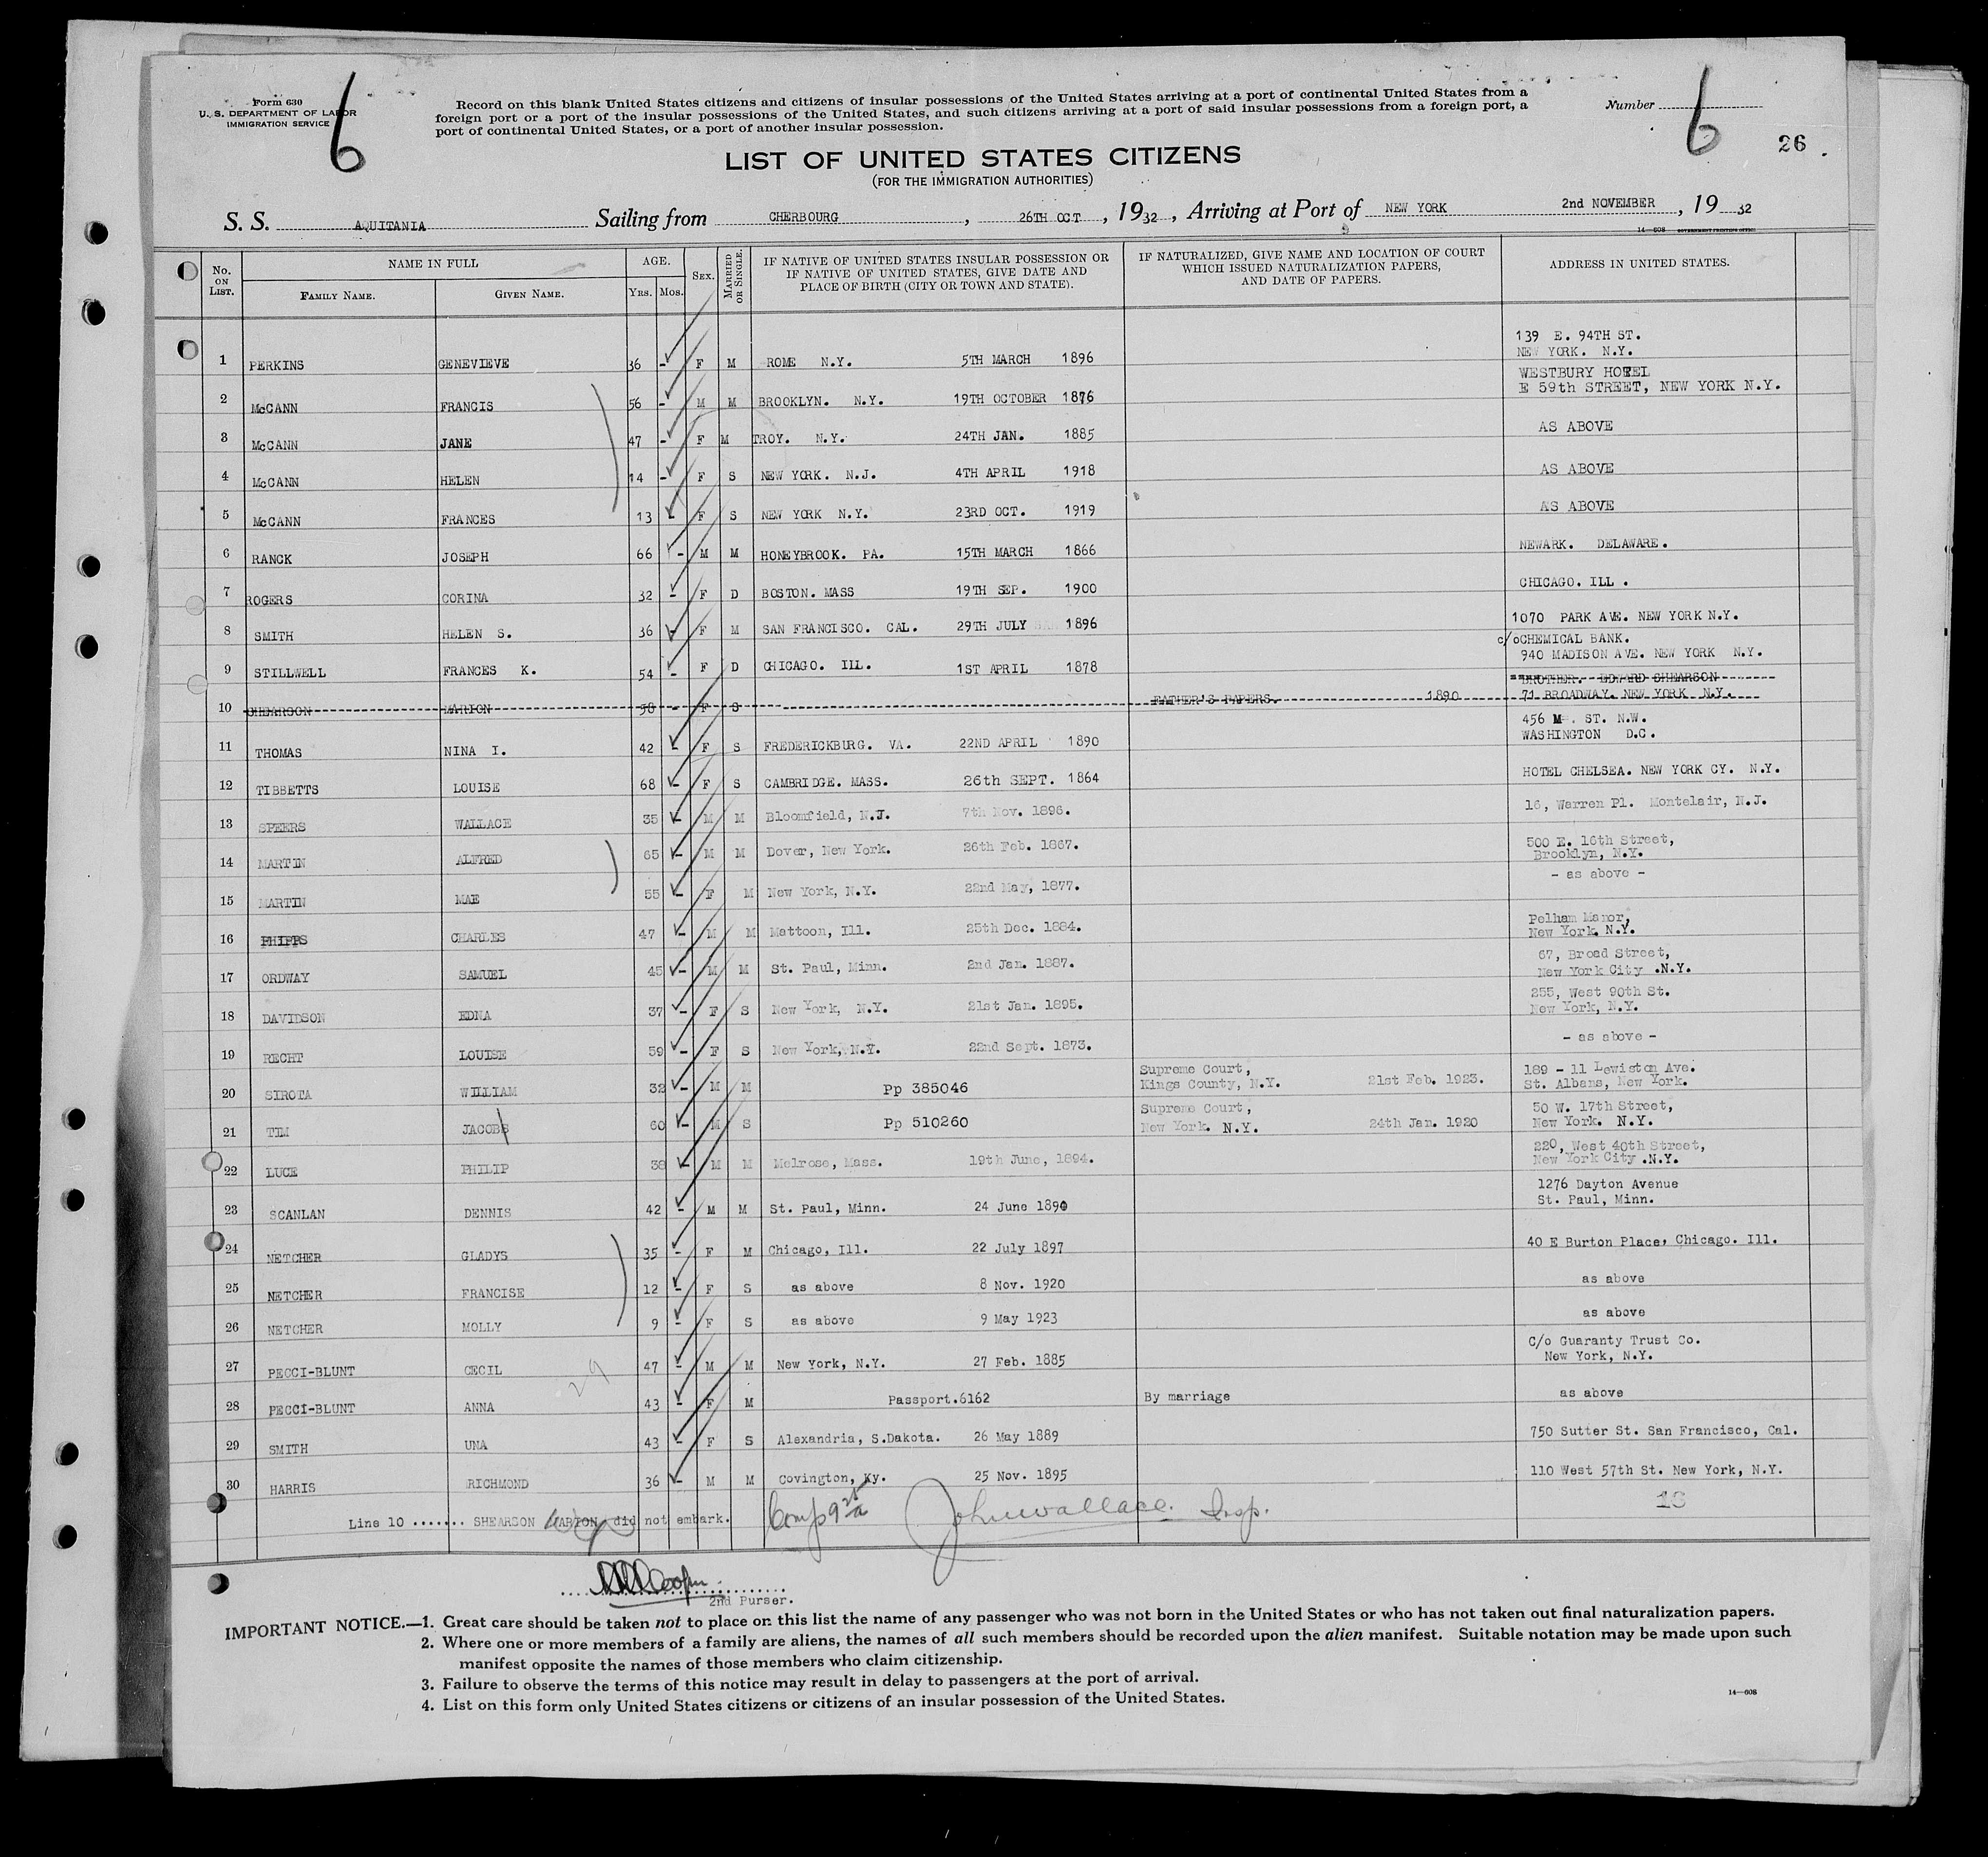 Form 630
U. S. DEPARTMENT OF LABOR
IMMIGRATION SERVICE
6
Record on this blank United States citizens and citizens of insular possessions of the United States arriving at a port of continental United States from a
foreign port or a port of the insular possessions of the United States, and such citizens arriving at a port of said insular possessions from a foreign port, a
port of continental United States, or a port of another insular possession.
Number 6
26
LIST OF UNITED STATES CITIZENS
(FOR THE IMMIGRATION AUTHORITIES)
S. S. AQUITANIA Sailing from CHERBOURG, 26TH OCT, 1932, Arriving at Port of NEW YORK 2nd NOVEMBER, 19 32
14—608 GOVERNMENT PRINTING OFFICE
No. ON LIST. NAME IN FULL AGE. SEX. MARRIED OR SINGLE. IF NATIVE OF UNITED STATES INSULAR POSSESSION OR IF NATIVE OF UNITED STATES, GIVE DATE AND PLACE OF BIRTH (CITY OR TOWN AND STATE). IF NATURALIZED, GIVE NAME AND LOCATION OF COURT WHICH ISSUED NATURALIZATION PAPERS, AND DATE OF PAPERS. ADDRESS IN UNITED STATES.
FAMILY NAME. GIVEN NAME. YRS. MOS.
1 PERKINS GENEVIEVE 36 - F M ROME N.Y. 5TH MARCH 1896 139 E. 94TH ST. NEW YORK. N.Y.
2 McCANN FRANCIS 56 - M M BROOKLYN. N.Y. 19TH OCTOBER 1876 WESTBURY HOTEL E 59th STREET, NEW YORK N.Y.
3 McCANN JANE 47 - F M TROY. N.Y. 24TH JAN. 1885 AS ABOVE
4 McCANN HELEN 14 - F S NEW YORK. N.J. 4TH APRIL 1918 AS ABOVE
5 McCANN FRANCES 13 - F S NEW YORK N.Y. 23RD OCT. 1919 AS ABOVE
6 RANCK JOSEPH 66 - M M HONEYBROOK. PA. 15TH MARCH 1866 NEWARK. DELAWARE.
7 ROGERS CORINA 32 - F D BOSTON. MASS 19TH SEP. 1900 CHICAGO. ILL .
8 SMITH HELEN S. 36 - F M SAN FRANCISCO. CAL. 29TH JULY 1896 1070 PARK AVE. NEW YORK N.Y.
9 STILLWELL FRANCES K. 54 - F D CHICAGO. ILL. 1ST APRIL 1878 c/oCHEMICAL BANK. 940 MADISON AVE. NEW YORK N.Y.
10 SHEARSON MARION 58 - F S FATHER'S PAPERS. 1890 BROTHER. EDWARD SHEARSON 71 BROADWAY. NEW YORK N.Y.
11 THOMAS NINA I. 42 - F S FREDERICKBURG. VA. 22ND APRIL 1890 456 M . ST. N.W. WASHINGTON D.C.
12 TIBBETTS LOUISE 68 - F S CAMBRIDGE. MASS. 26th SEPT. 1864 HOTEL CHELSEA. NEW YORK CY. N.Y.
13 SPEERS WALLACE 35 - M M Bloomfield, N.J. 7th Nov. 1896. 16, Warren Pl. Montclair, N.J.
14 MARTIN ALFRED 65 - M M Dover, New York. 26th Feb. 1867. 500 E. 16th Street, Brooklyn, N.Y.
15 MARTIN MAE 55 - F M New York, N.Y. 22nd May, 1877. - as above -
16 PHIPPS CHARLES 47 - M M Mattoon, Ill. 25th Dec. 1884. Pelham Manor, New York N.Y.
17 ORDWAY SAMUEL 45 - M M St. Paul, Minn. 2nd Jan. 1887. 67, Broad Street, New York City .N.Y.
18 DAVIDSON EDNA 37 - F S New York, N.Y. 21st Jan. 1895. 255, West 90th St. New York, N.Y.
19 RECHT LOUISE 59 - F S New York, N.Y. 22nd Sept. 1873. - as above -
20 SIROTA WILLIAM 32 - M M Pp 385046 Supreme Court, Kings County, N.Y. 21st Feb. 1923. 189 - 11 Lewiston Ave. St. Albans, New York.
21 TIM JACOBS 60 - M S Pp 510260 Supreme Court, New York. N.Y. 24th Jan. 1920 50 W. 17th Street, New York. N.Y.
22 LUCE PHILIP 38 - M M Melrose, Mass. 19th June, 1894. 220, West 40th Street, New York City .N.Y.
23 SCANLAN DENNIS 42 - M M St. Paul, Minn. 24 June 1890 1276 Dayton Avenue St. Paul, Minn.
24 NETCHER GLADYS 35 - F M Chicago, Ill. 22 July 1897 40 E Burton Place, Chicago. Ill.
25 NETCHER FRANCISE 12 - F S as above 8 Nov. 1920 as above
26 NETCHER MOLLY 9 - F S as above 9 May 1923 as above
27 PECCI-BLUNT CECIL 47 - M M New York, N.Y. 27 Feb. 1885 C/o Guaranty Trust Co. New York, N.Y.
29
28 PECCI-BLUNT ANNA 43 - F M Passport.6162 By marriage as above
29 SMITH UNA 43 - F S Alexandria, S.Dakota. 26 May 1889 750 Sutter St. San Francisco, Cal.
30 HARRIS RICHMOND 36 - M M Covington, Ky. 25 Nov. 1895 110 West 57th St. New York, N.Y.
Line 10 ....... SHEARSON MARION did not embark. Johnwallace. Insp.
2nd Purser.
IMPORTANT NOTICE.—1. Great care should be taken not to place on this list the name of any passenger who was not born in the United States or who has not taken out final naturalization papers.
2. Where one or more members of a family are aliens, the names of all such members should be recorded upon the alien manifest. Suitable notation may be made upon such
manifest opposite the names of those members who claim citizenship.
3. Failure to observe the terms of this notice may result in delay to passengers at the port of arrival.
4. List on this form only United States citizens or citizens of an insular possession of the United States.
14—608